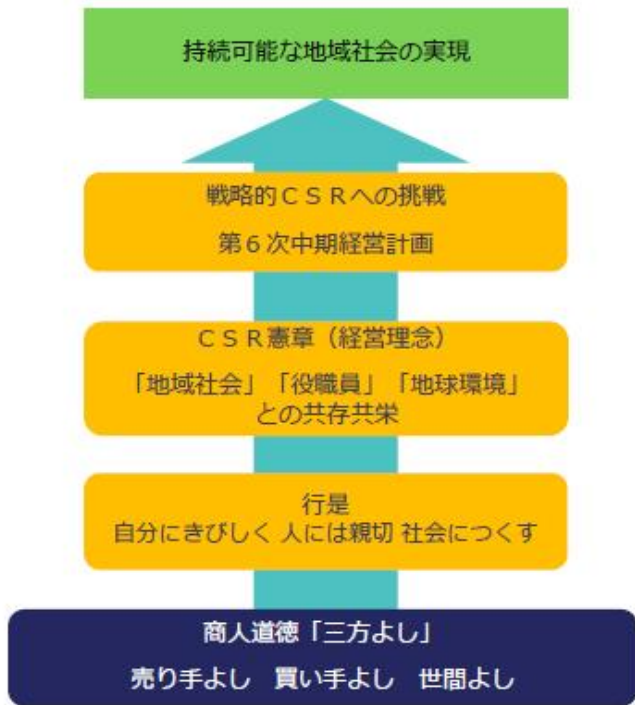 持続可能な地域社会の実現
戦略的ＣＳＲへの挑戦
第６次中期経営計画
ＣＳＲ憲章（経営理念）
「地域社会」「役職員」「地球環境」
との共存共栄
行是
自分にきびしく 人には親切 社会につくす
商人道徳「三方よし」
売り手よし　買い手よし　世間よし